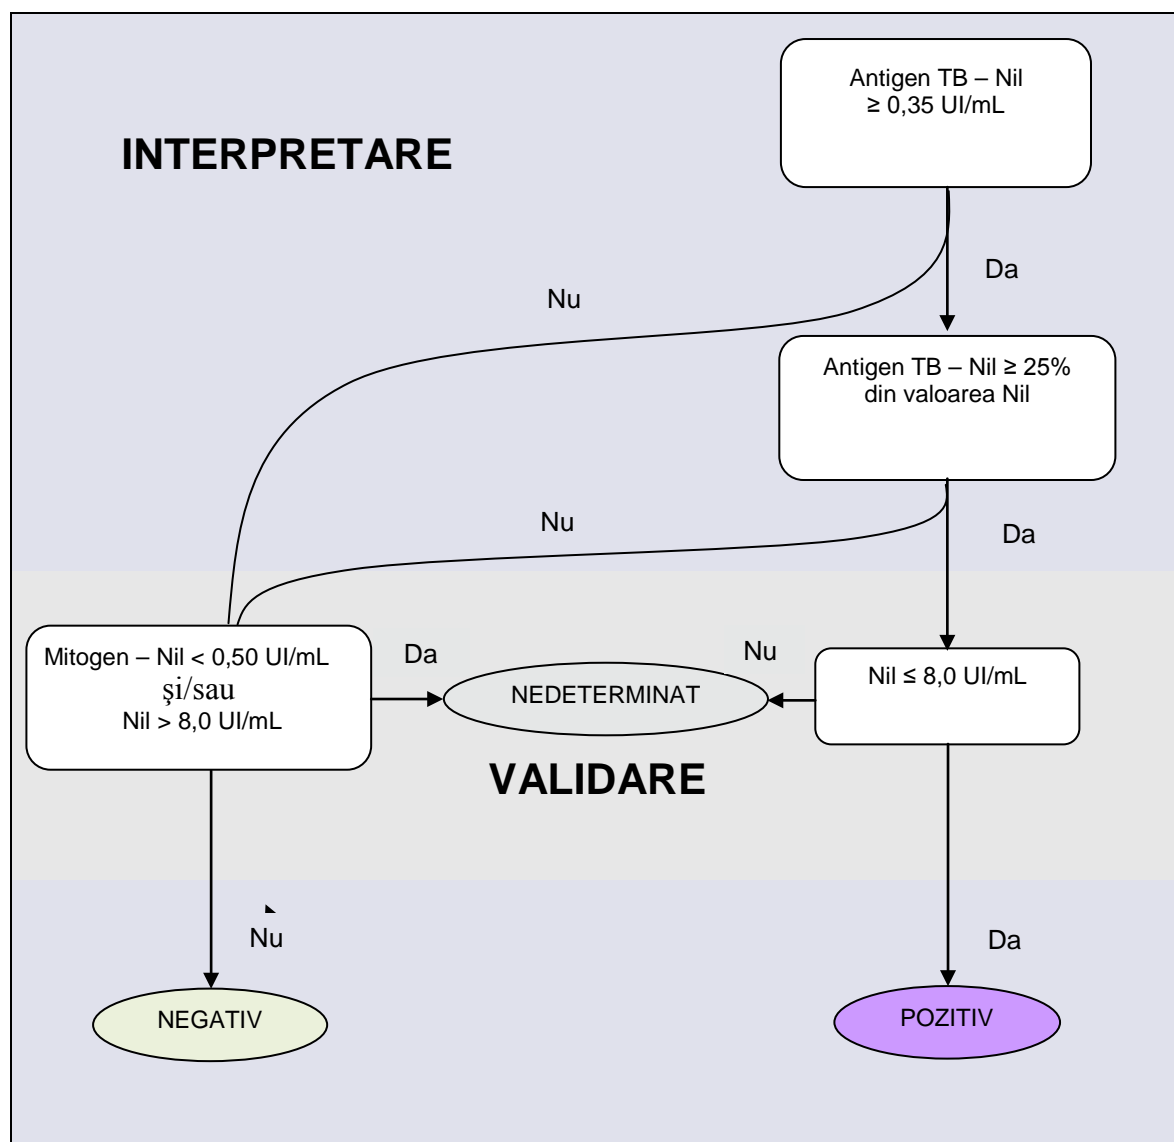 Antigen TB – Nil
≥ 0,35 UI/mL
INTERPRETARE
Da
Nu
Antigen TB – Nil ≥ 25%
din valoarea Nil
Nu
Da
Mitogen – Nil < 0,50 UI/mL
şi/sau
Nil > 8,0 UI/mL
Da
NEDETERMINAT
Nu
Nil ≤ 8,0 UI/mL
VALIDARE
Nu
Da
NEGATIV
POZITIV